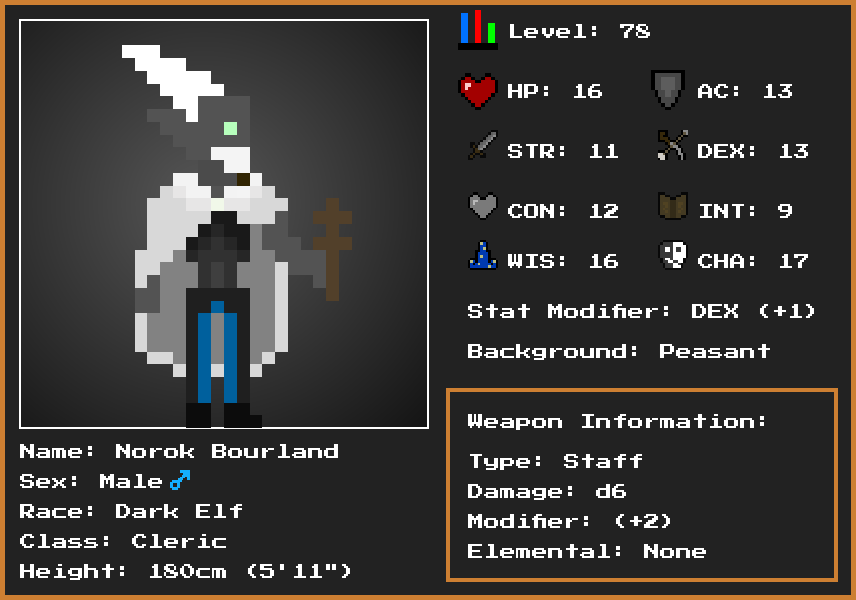 Level: 78
HP: 16
AC: 13
STR: 11
DEX: 13
CON: 12
INT: 9
WIS: 16
CHA: 17
Stat Modifier: DEX (+1)
Background: Peasant
Weapon Information:
Type: Staff
Damage: d6
Modifier: (+2)
Elemental: None
Name: Norok Bourland
Sex: Male ♂
Race: Dark Elf
Class: Cleric
Height: 180cm (5'11")